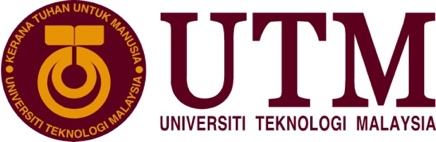 KERANA TUHAN UNTUK MANUSIA
UNIVERSITI TEKNOLOGI MALAYSIA
UTM
UNIVERSITI TEKNOLOGI MALAYSIA